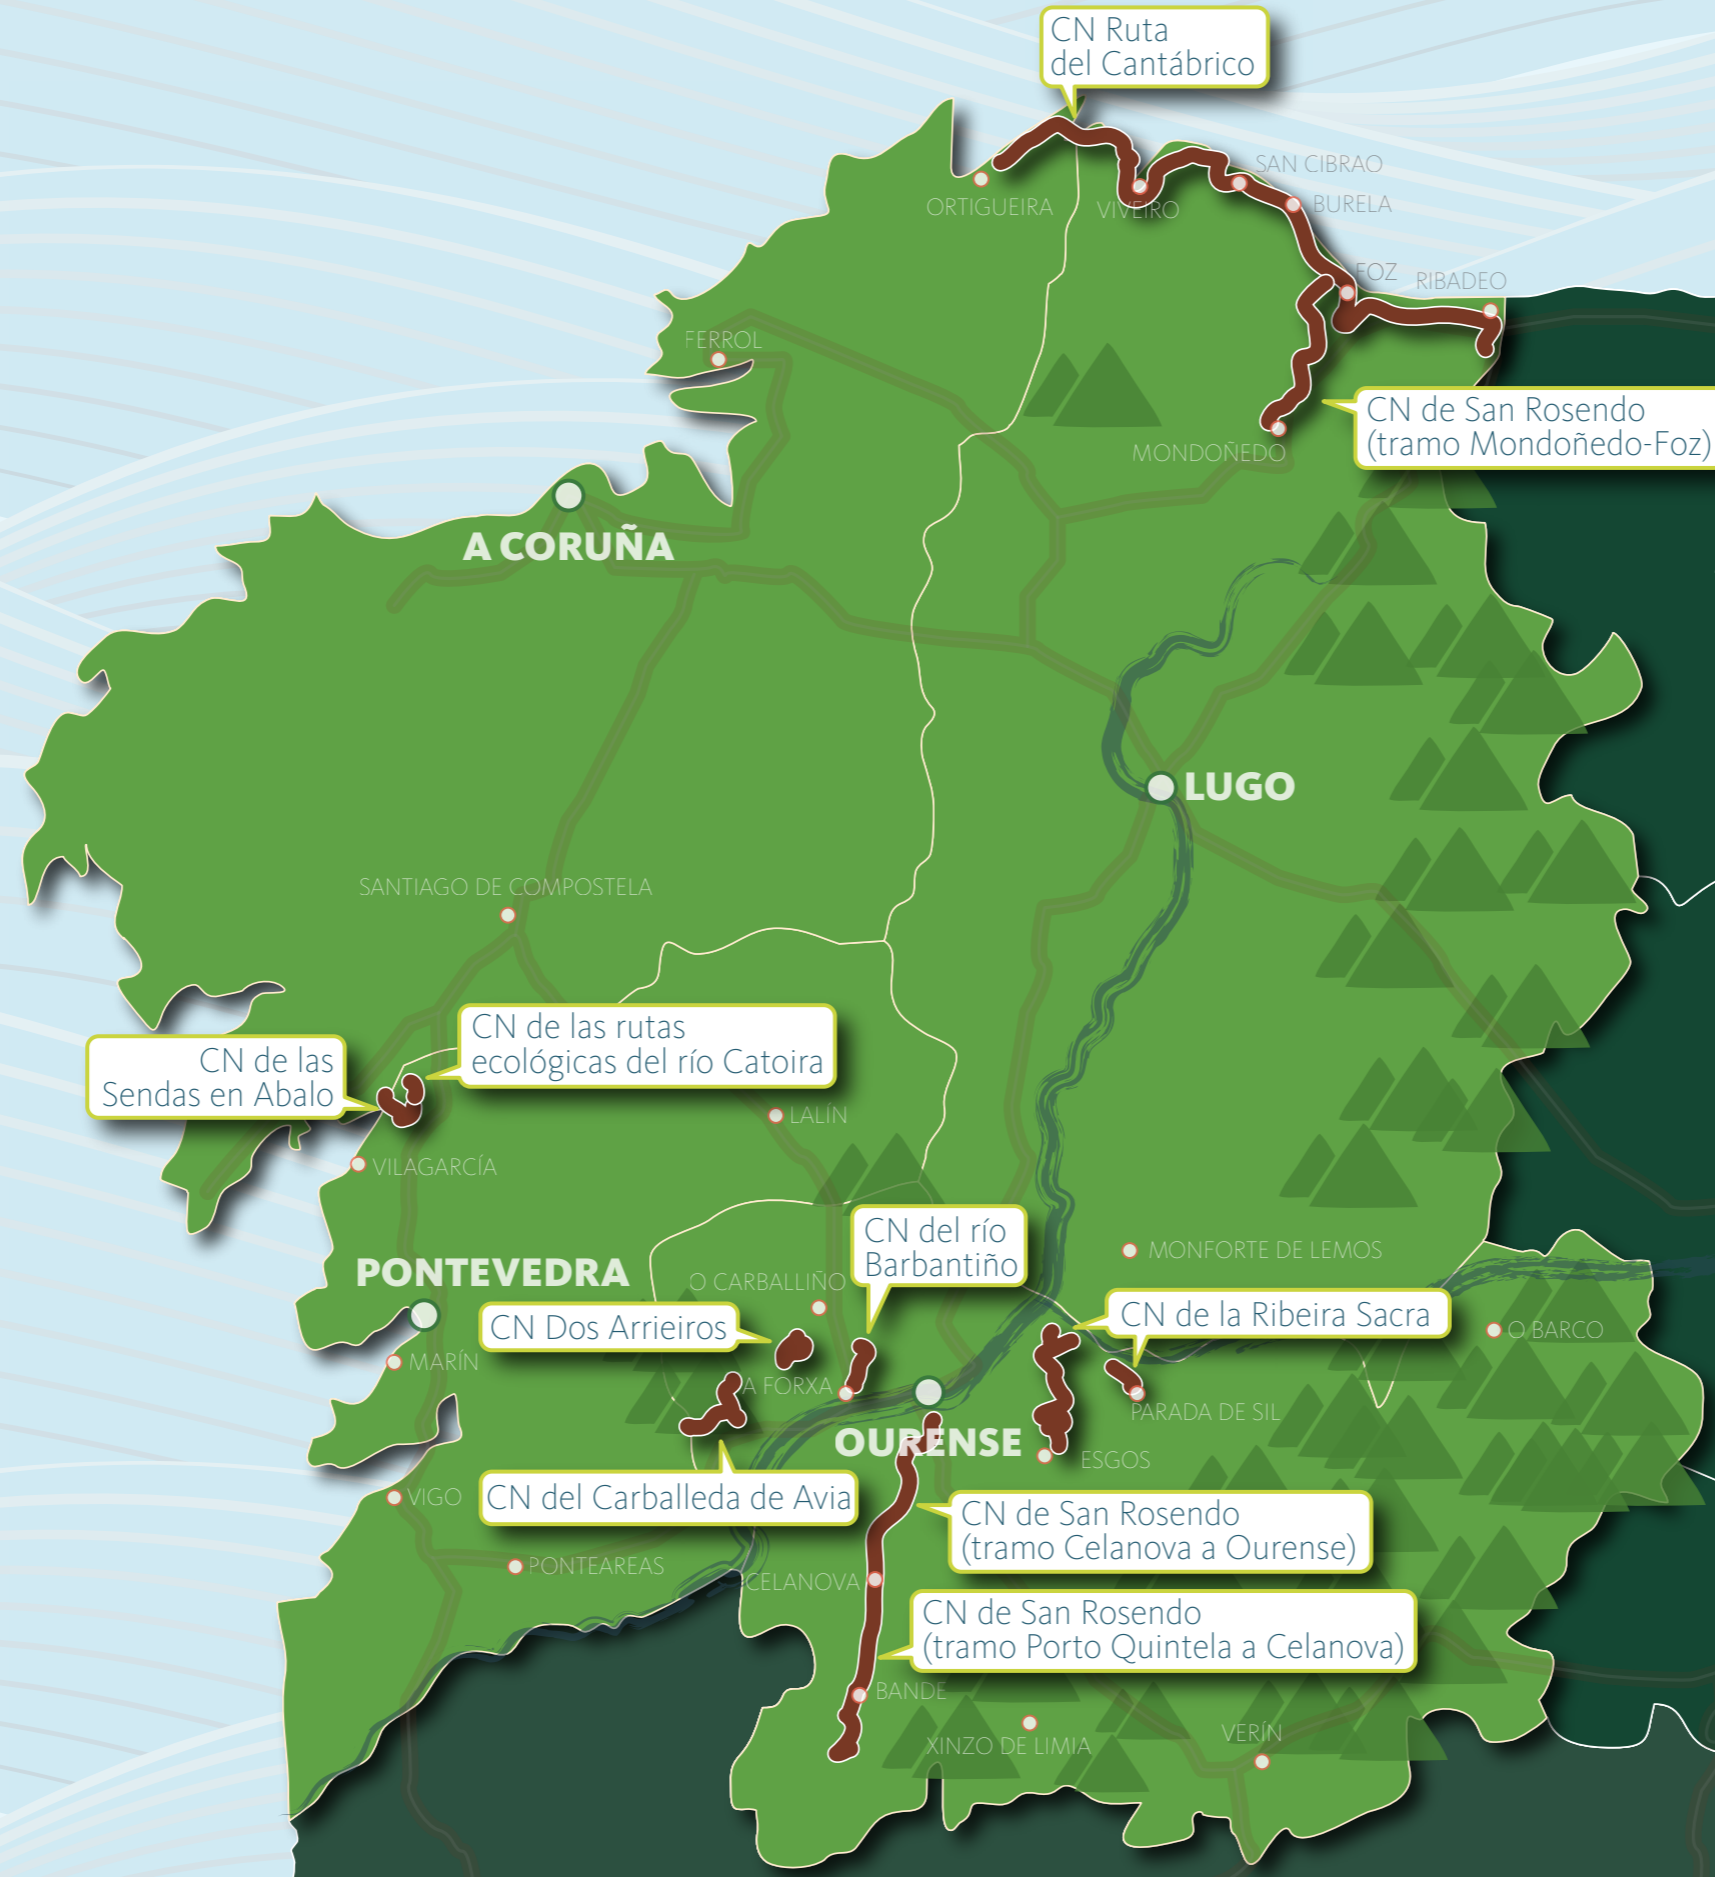 CN Ruta
del Cantábrico
SAN CIBRAO
ORTIGUEIRA
VIVEIRO
BURELA
FOZ
RIBADEO
FERROL
CN de San Rosendo
(tramo Mondoñedo-Foz)
MONDOÑEDO
A CORUÑA
LUGO
SANTIAGO DE COMPOSTELA
CN de las rutas
ecológicas del río Catoira
CN de las
Sendas en Abalo
LALÍN
VILAGARCÍA
CN del río
Barbantiño
MONFORTE DE LEMOS
PONTEVEDRA
O CARBALLIÑO
CN Dos Arrieiros
CN de la Ribeira Sacra
O BARCO
MARÍN
A FORXA
PARADA DE SIL
OURENSE
ESGOS
VIGO
CN del Carballeda de Avia
CN de San Rosendo
(tramo Celanova a Ourense)
PONTEAREAS
CELANOVA
CN de San Rosendo
(tramo Porto Quintela a Celanova)
BANDE
XINZO DE LIMIA
VERÍN